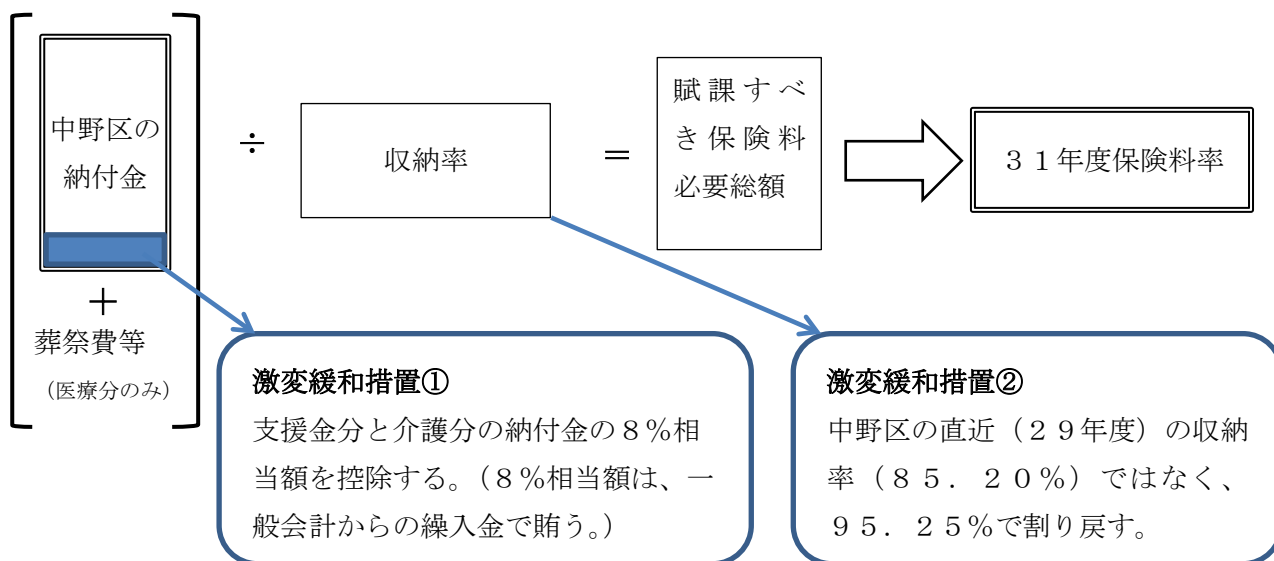 中野区の
納付金
＋
葬祭費等
（医療分のみ）
÷
収納率
＝
賦課すべ
き保険料
必要総額
３１年度保険料率
激変緩和措置①
支援金分と介護分の納付金の８％相
当額を控除する。（８％相当額は、一
般会計からの繰入金で賄う。）
激変緩和措置②
中野区の直近（２９年度）の収納
率（８５．２０％）ではなく、
９５．２５％で割り戻す。